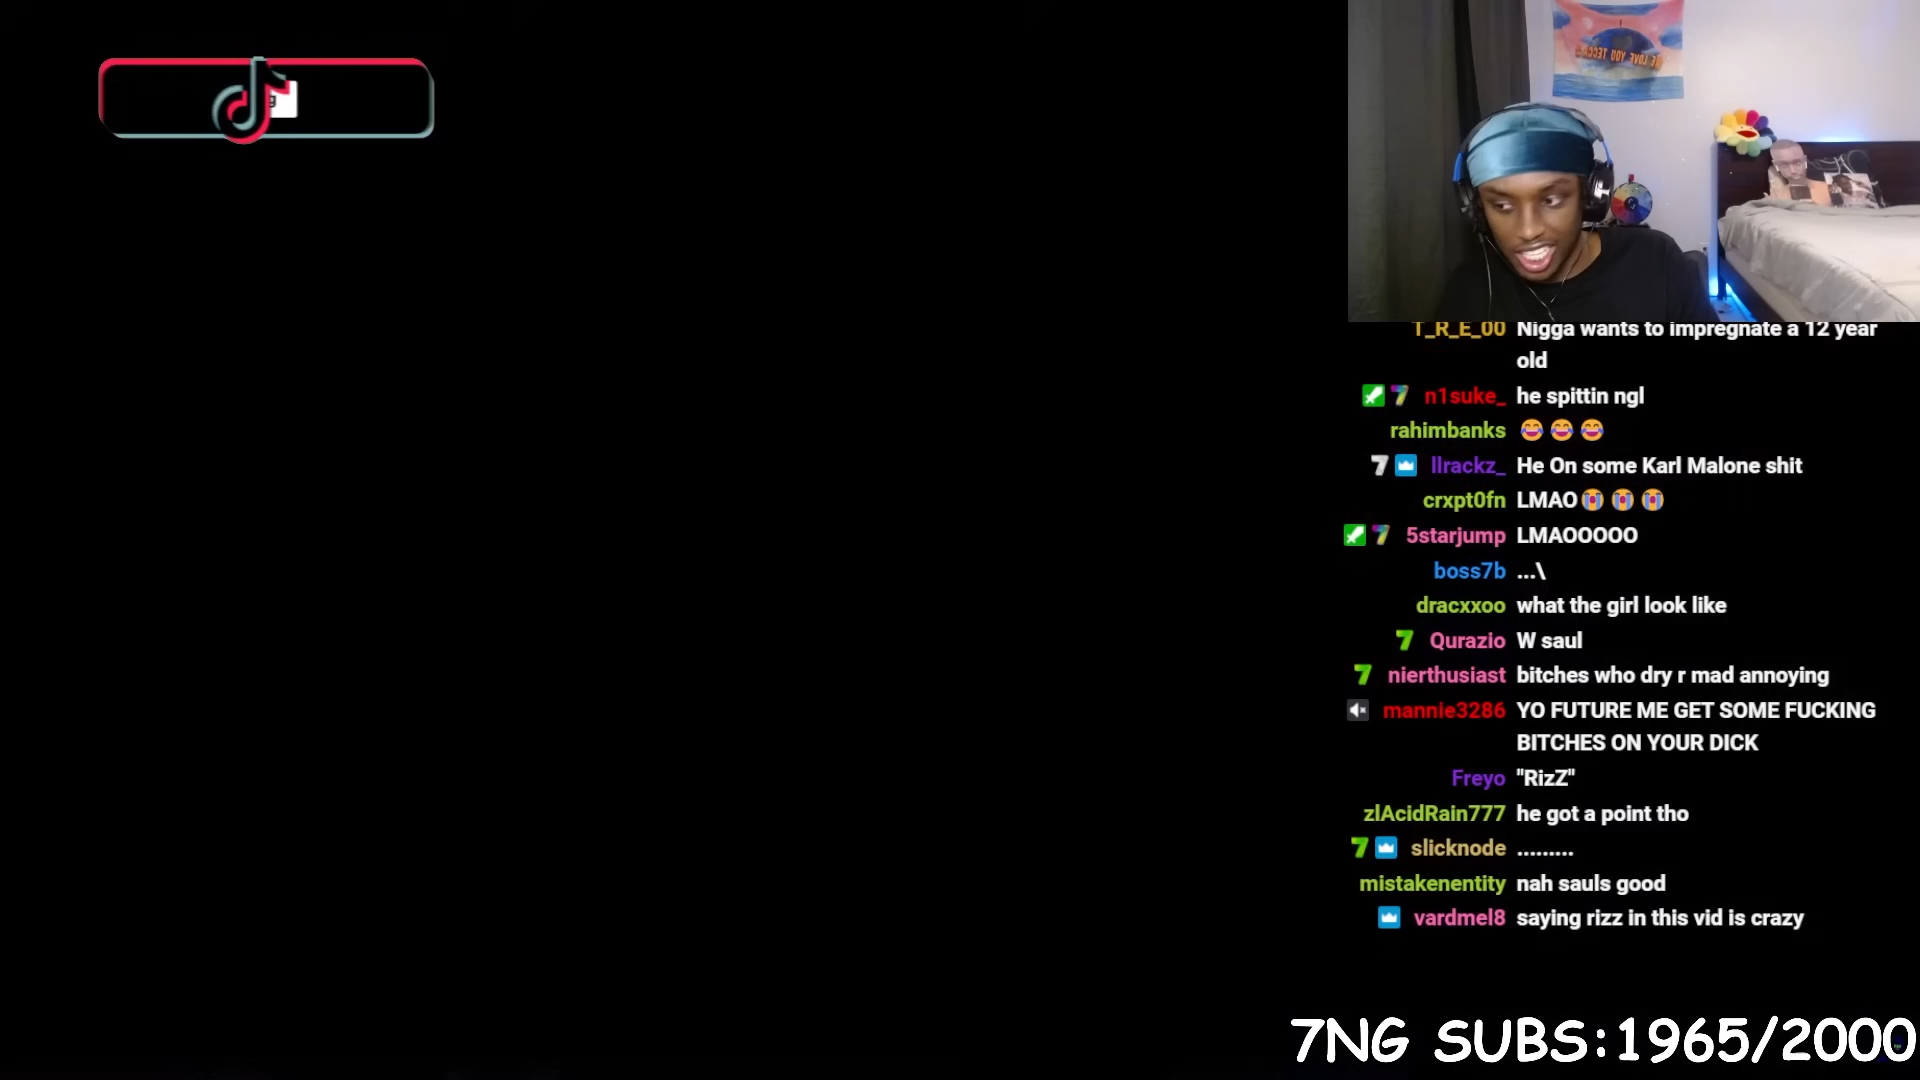 T_R_E_00 Nigga wants to impregnate a 12 year
old
n1suke_ he spittin ngl
rahimbanks 😂 😂 😂
llrackz_ He On some Karl Malone shit
crxpt0fn LMAO😭 😭 😭
5starjump LMAOOOOO
boss7b ...\
dracxxoo what the girl look like
Qurazio W saul
nierthusiast bitches who dry r mad annoying
mannie3286 YO FUTURE ME GET SOME FUCKING
BITCHES ON YOUR DICK
Freyo "RizZ"
zlAcidRain777 he got a point tho
slicknode .........
mistakenentity nah sauls good
vardmel8 saying rizz in this vid is crazy
7NG SUBS:1965/2000